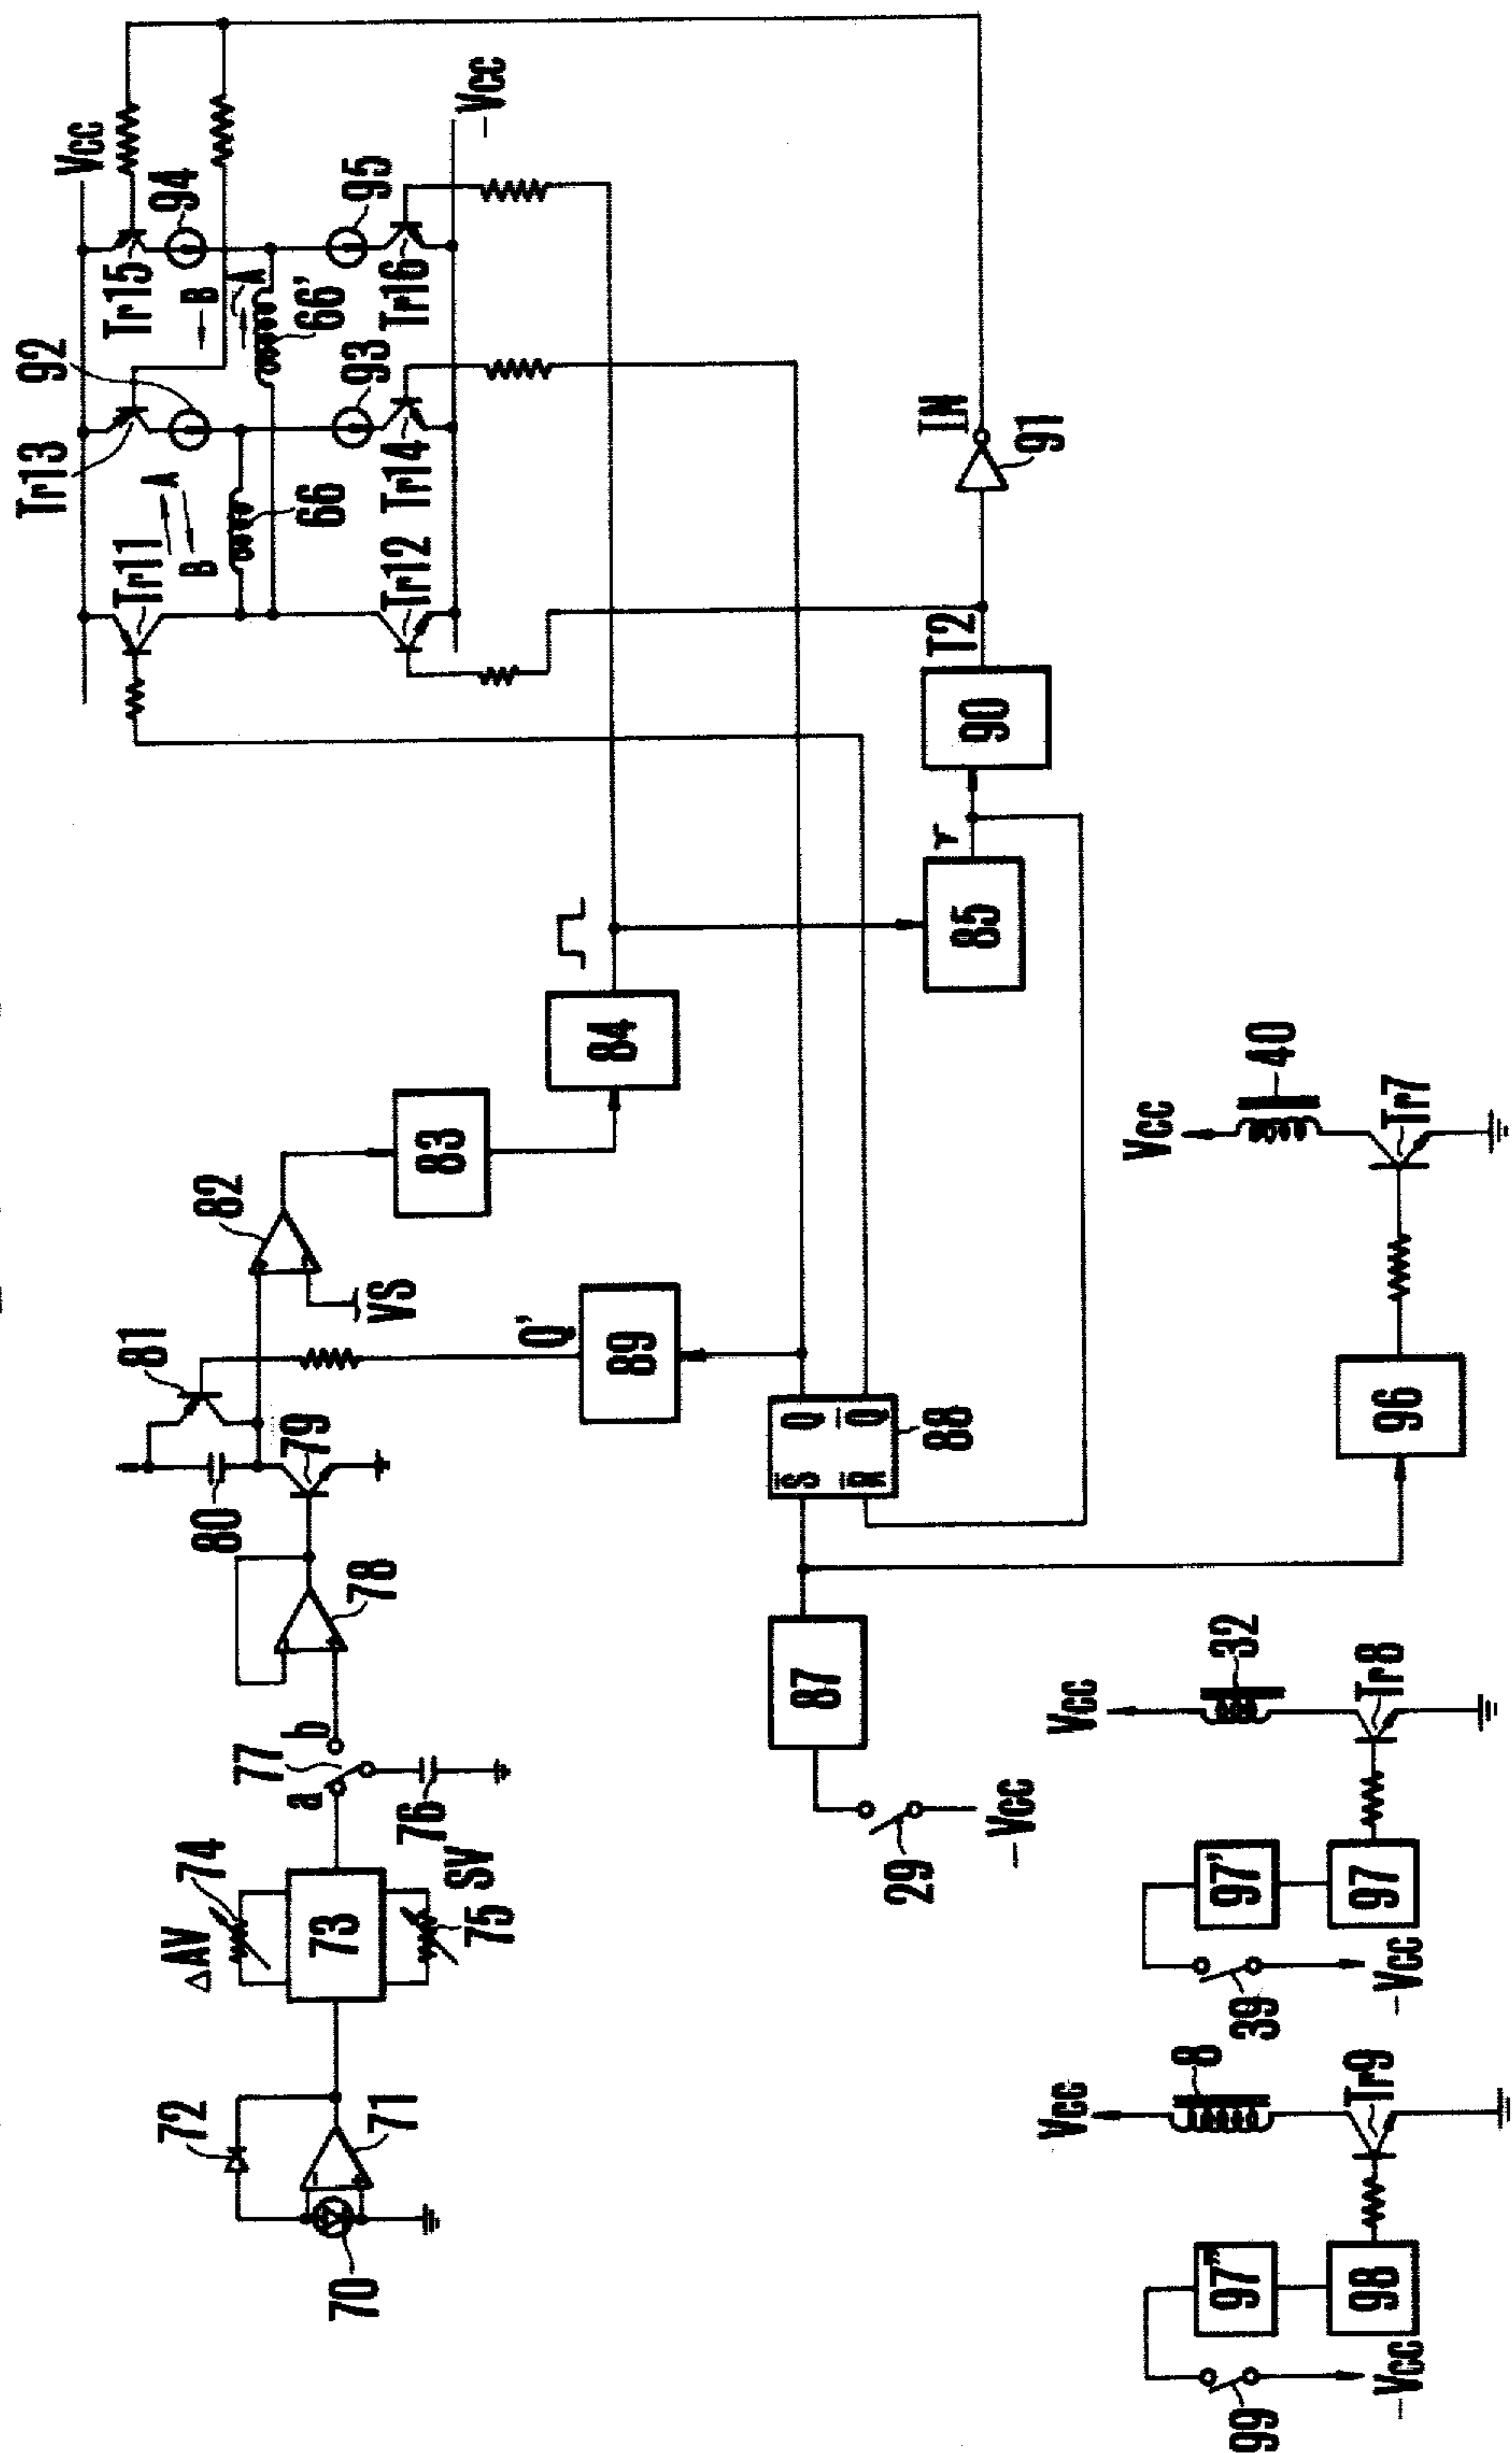 70
72
71
△AV
74
73
75
SV
a
77
b
76
78
80
79
81
VS
82
83
84
85
r
90
T2
91
IN
Q'
89
S̅ Q
R̅ Q̅
88
87
29
-Vcc
96
Vcc
40
Tr7
Vcc
32
Tr8
97'
97
39
-Vcc
Vcc
8
Tr9
97"
98
99
-Vcc
Vcc
-Vcc
Tr11
Tr12
A
B
66
Tr13
92
93
Tr14
B
A
66'
Tr15
94
95
Tr16